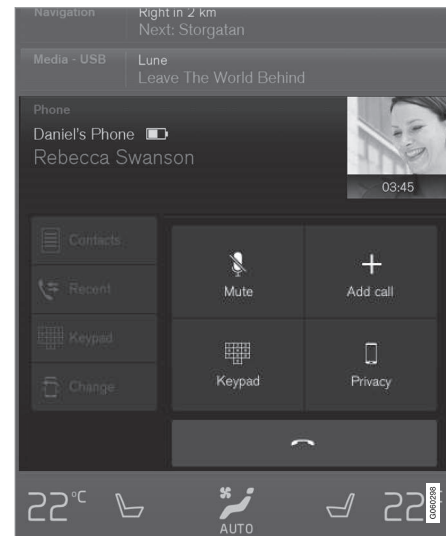 Navigation
Right in 2 km
Next: Storgatan
Media - USB
Lune
Leave The World Behind
Phone
Daniel's Phone
Rebecca Swanson
03:45
Contacts
Recent
Keypad
Change
Mute
Add call
Keypad
Privacy
22°C
AUTO
22
G060298